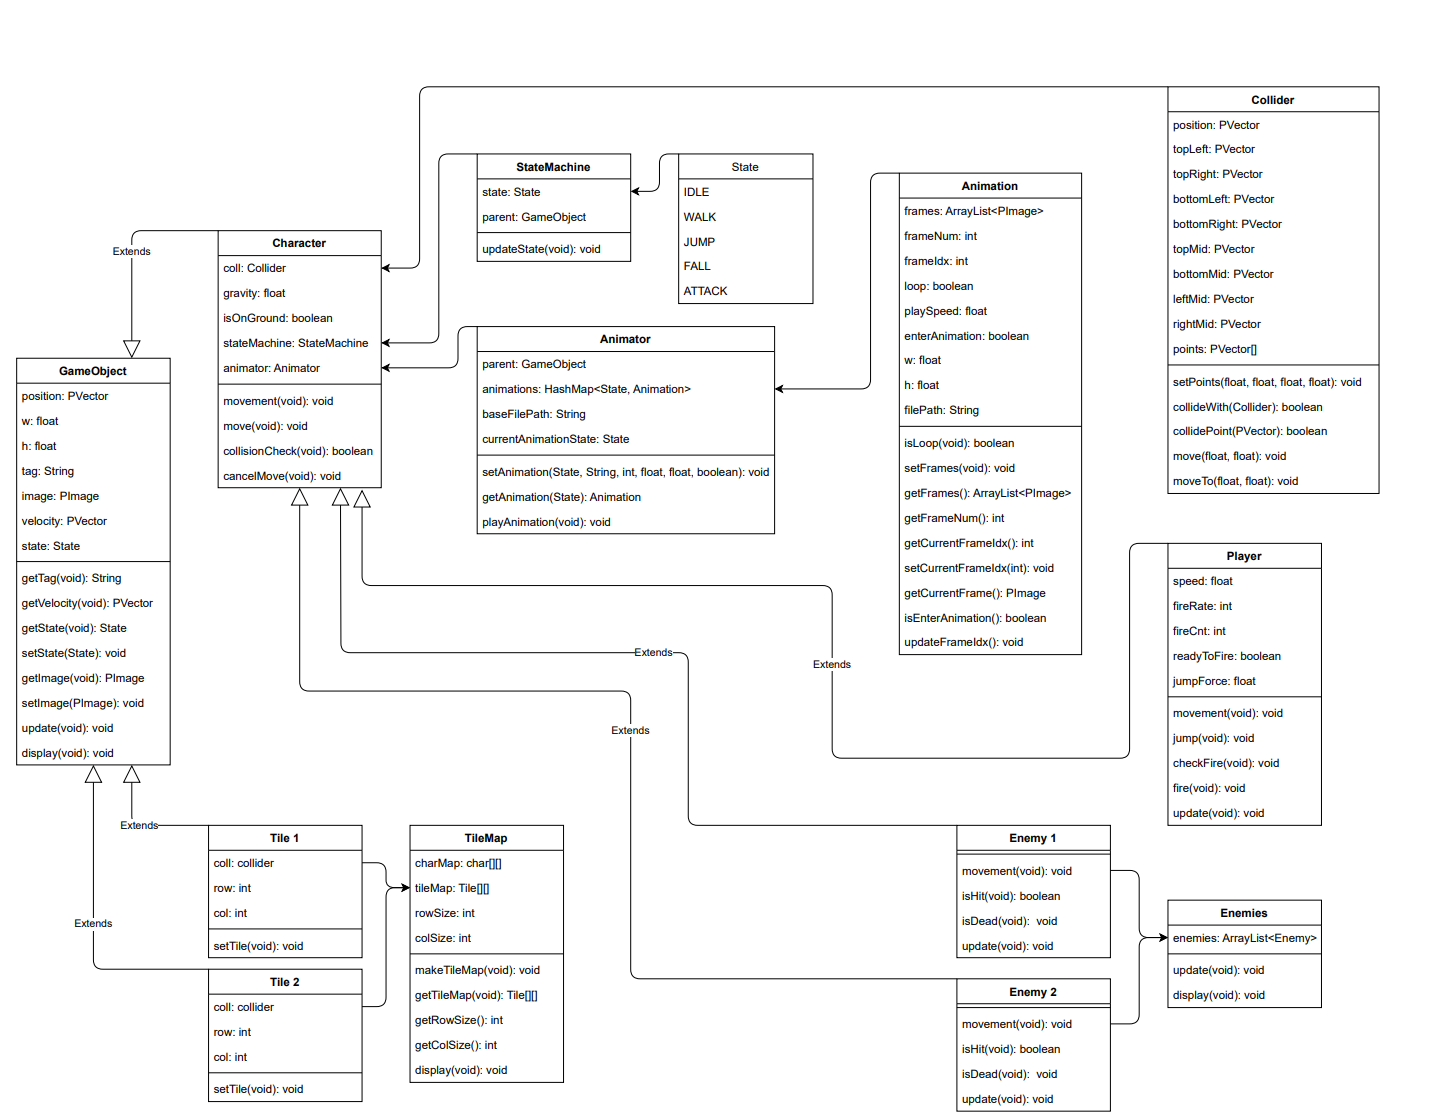 Collider
position: PVector
topLeft: PVector
topRight: PVector
bottomLeft: PVector
bottomRight: PVector
topMid: PVector
bottomMid: PVector
leftMid: PVector
rightMid: PVector
points: PVector[]
setPoints(float, float, float, float): void
collideWith(Collider): boolean
collidePoint(PVector): boolean
move(float, float): void
moveTo(float, float): void
StateMachine
state: State
parent: GameObject
updateState(void): void
State
IDLE
WALK
JUMP
FALL
ATTACK
Animation
frames: ArrayList<PImage>
frameNum: int
frameIdx: int
loop: boolean
playSpeed: float
enterAnimation: boolean
w: float
h: float
filePath: String
isLoop(void): boolean
setFrames(void): void
getFrames(): ArrayList<PImage>
getFrameNum(): int
getCurrentFrameIdx(): int
setCurrentFrameIdx(int): void
getCurrentFrame(): PImage
isEnterAnimation(): boolean
updateFrameIdx(): void
Extends
Character
coll: Collider
gravity: float
isOnGround: boolean
stateMachine: StateMachine
animator: Animator
movement(void): void
move(void): void
collisionCheck(void): boolean
cancelMove(void): void
Animator
parent: GameObject
animations: HashMap<State, Animation>
baseFilePath: String
currentAnimationState: State
setAnimation(State, String, int, float, float, boolean): void
getAnimation(State): Animation
playAnimation(void): void
GameObject
position: PVector
w: float
h: float
tag: String
image: PImage
velocity: PVector
state: State
getTag(void): String
getVelocity(void): PVector
getState(void): State
setState(State): void
getImage(void): PImage
setImage(PImage): void
update(void): void
display(void): void
Player
speed: float
fireRate: int
fireCnt: int
readyToFire: boolean
jumpForce: float
movement(void): void
jump(void): void
checkFire(void): void
fire(void): void
update(void): void
Extends
Extends
Extends
Extends
Extends
Tile 1
coll: collider
row: int
col: int
setTile(void): void
Tile 2
coll: collider
row: int
col: int
setTile(void): void
TileMap
charMap: char[][]
tileMap: Tile[][]
rowSize: int
colSize: int
makeTileMap(void): void
getTileMap(void): Tile[][]
getRowSize(): int
getColSize(): int
display(void): void
Enemy 1
movement(void): void
isHit(void): boolean
isDead(void):  void
update(void): void
Enemy 2
movement(void): void
isHit(void): boolean
isDead(void):  void
update(void): void
Enemies
enemies: ArrayList<Enemy>
update(void): void
display(void): void